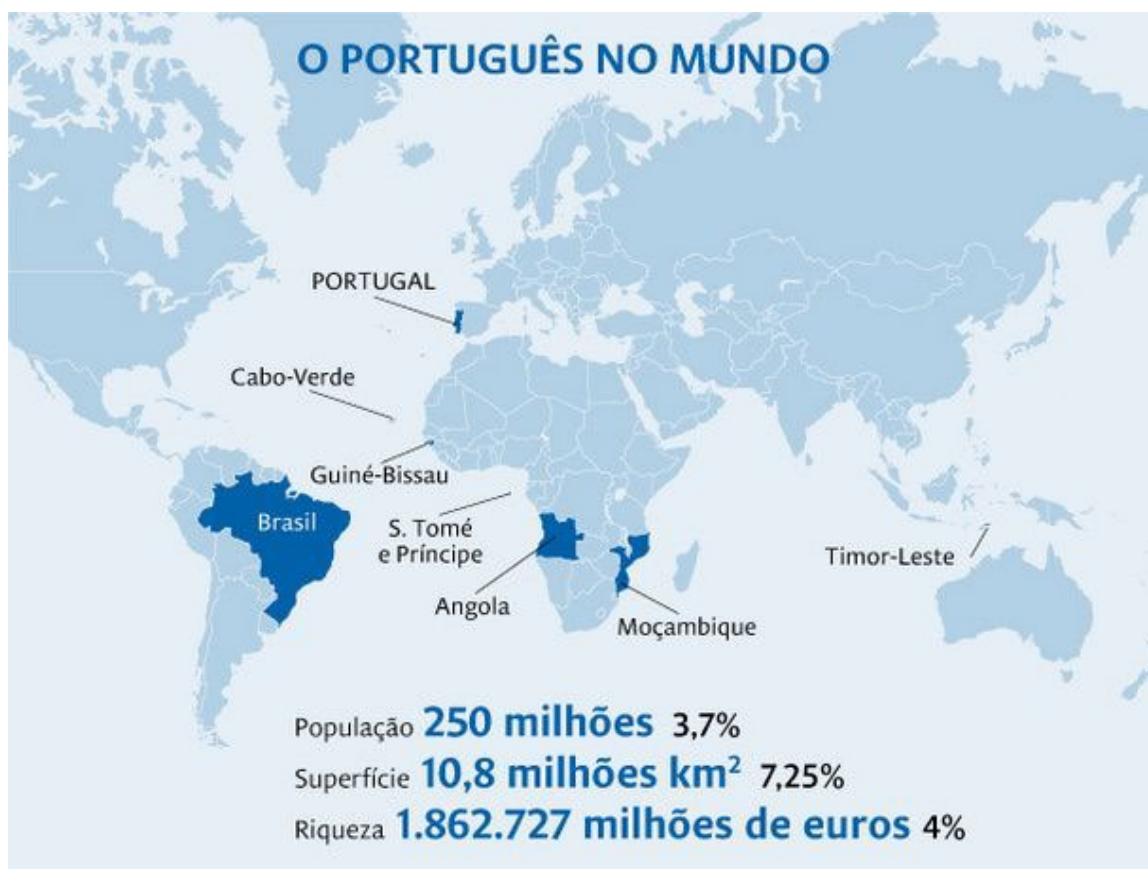 O PORTUGUÊS NO MUNDO
PORTUGAL
Cabo-Verde
Guiné-Bissau
Brasil
S. Tomé
e Príncipe
Angola
Moçambique
Timor-Leste
População 250 milhões 3,7%
Superfície 10,8 milhões km² 7,25%
Riqueza 1.862.727 milhões de euros 4%